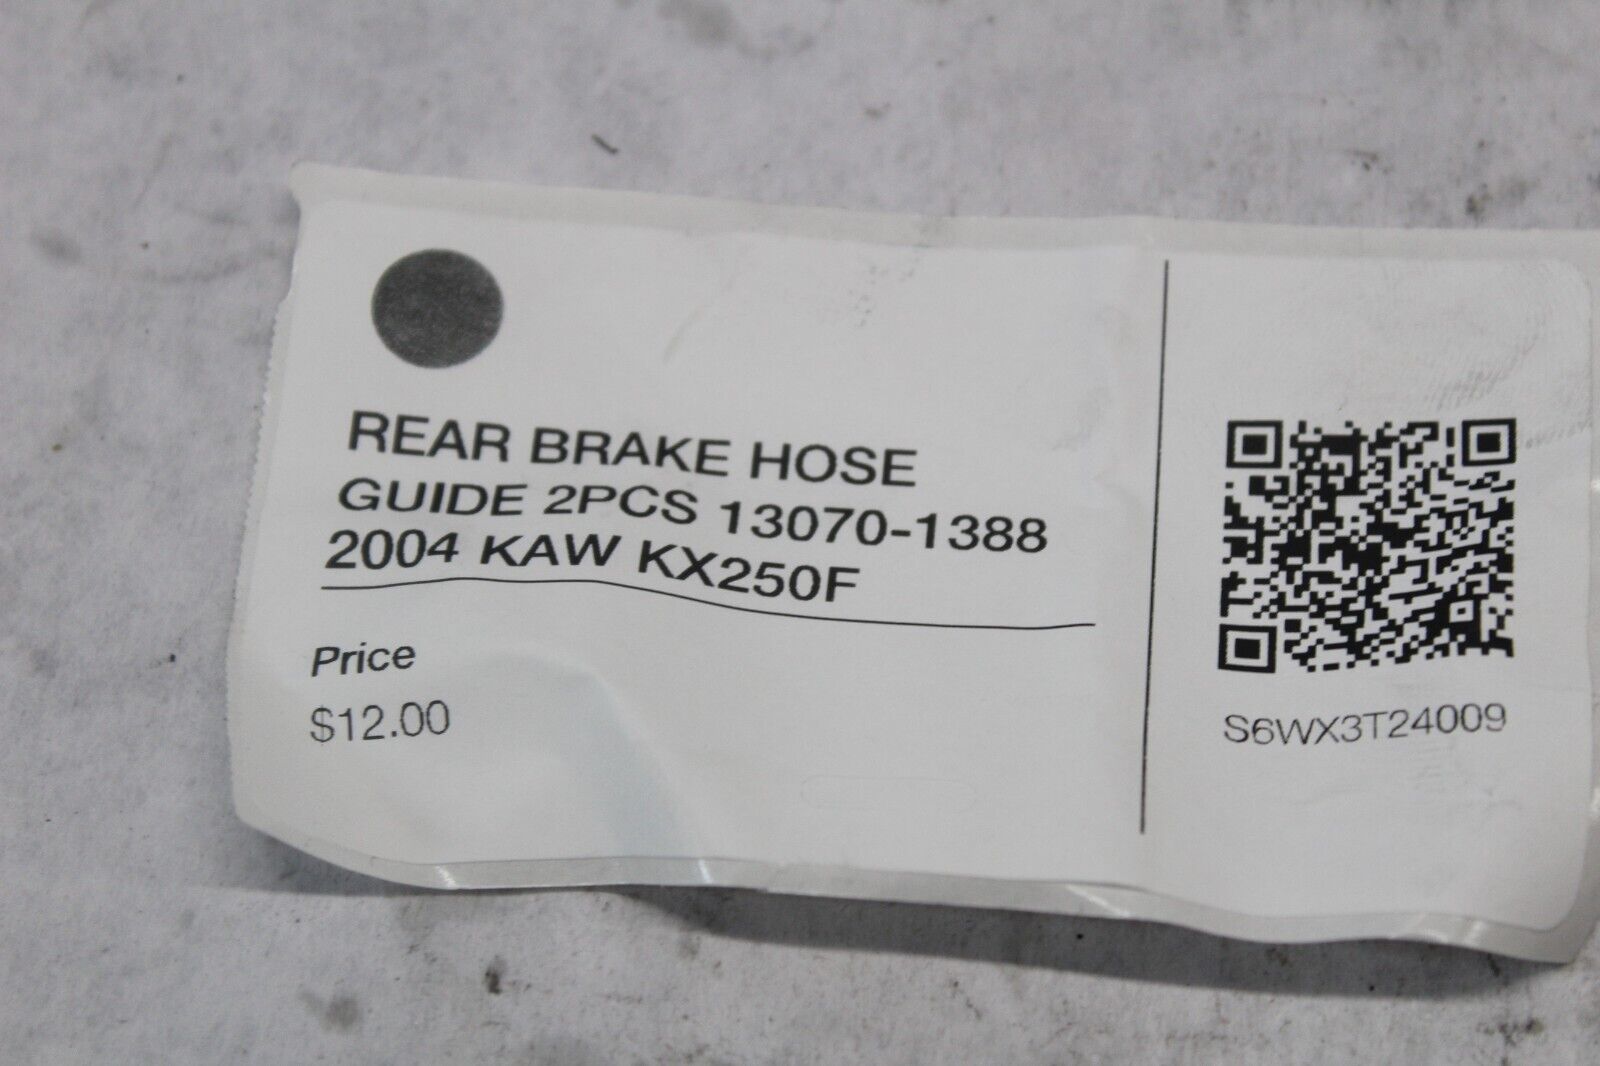 REAR BRAKE HOSE
GUIDE 2PCS 13070-1388
2004 KAW KX250F
Price
$12.00
S6WX3T24009